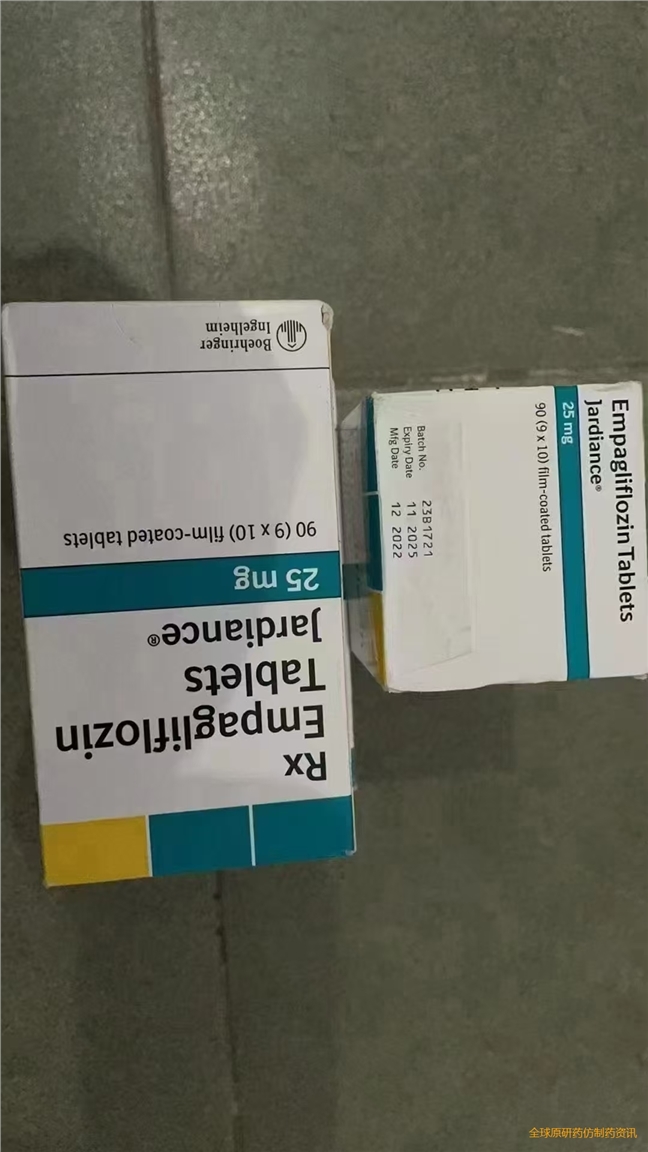 Rx
Empagliflozin
Tablets
Jardiance®
25 mg
90 (9 x 10) film-coated tablets
Boehringer
Ingelheim
Empagliflozin Tablets
Jardiance®
25 mg
90 (9 x 10) film-coated tablets
Batch No. 23B1721
Expiry Date 11 2025
Mfg Date 12 2022
全球原研药仿制药资讯